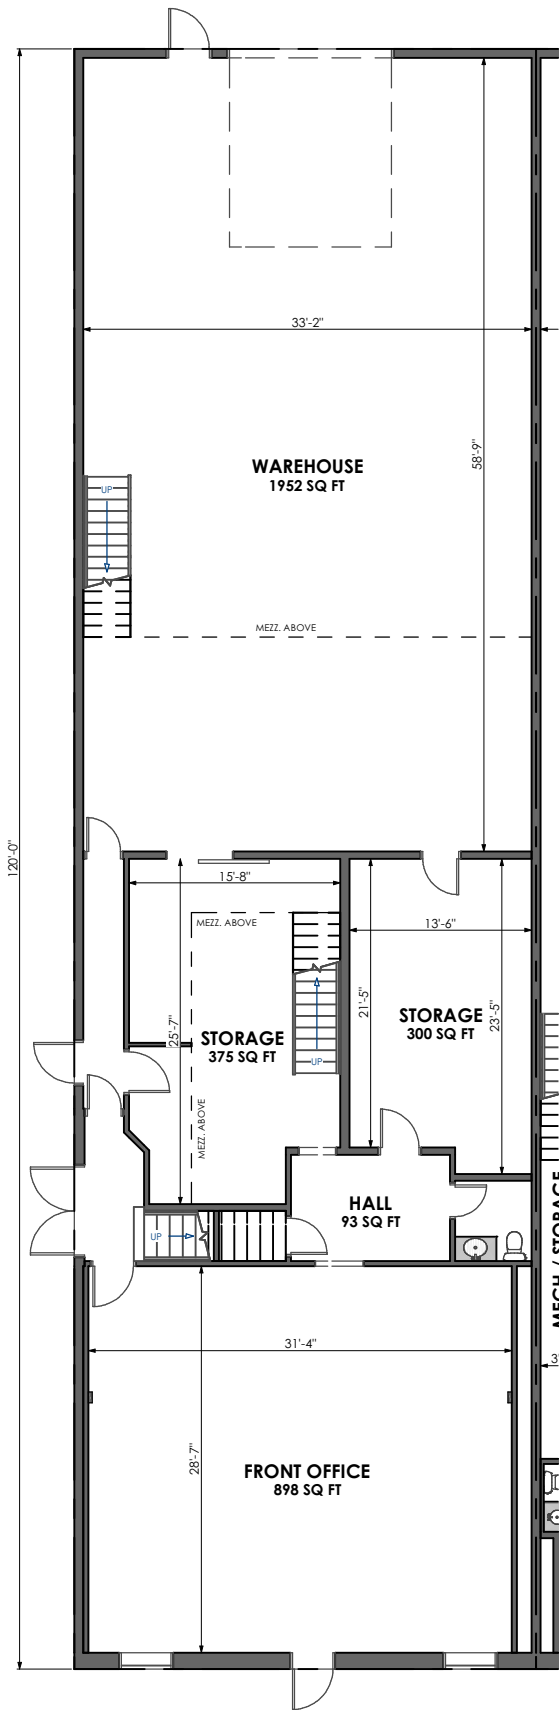 33'-2"
58'-9"
WAREHOUSE
1952 SQ FT
UP
MEZZ. ABOVE
120'-0"
15'-8"
MEZZ. ABOVE
13'-6"
21'-5"
23'-5"
25'-7"
STORAGE
375 SQ FT
STORAGE
300 SQ FT
UP
MEZZ. ABOVE
HALL
93 SQ FT
UP
MECH / STORAGE
31'-4"
28'-7"
FRONT OFFICE
898 SQ FT